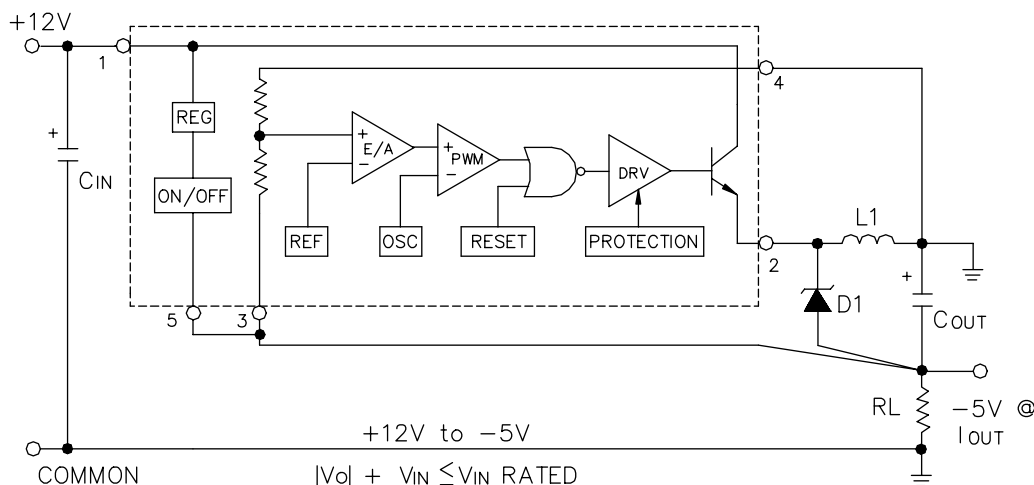 +12V
1
4
REG
+
E/A
−
+
PWM
−
DRV
+
CIN
ON/OFF
REF
OSC
RESET
PROTECTION
L1
2
+
D1
COUT
5
3
RL
−5V @
IOUT
+12V to −5V
COMMON
|Vo| + VIN ≤ VIN RATED